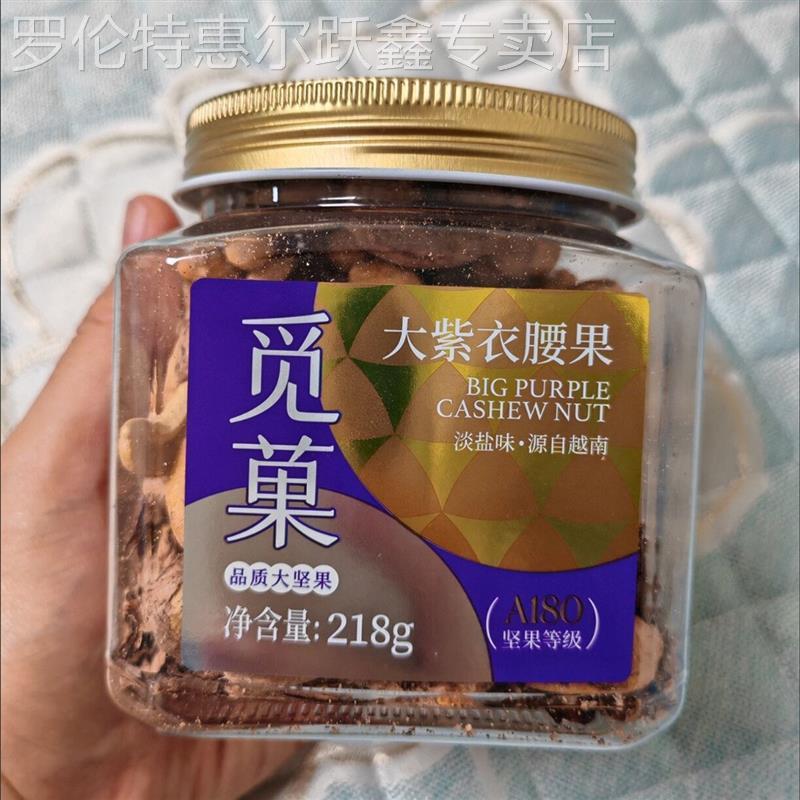 罗伦特惠尔跃鑫专卖店
觅菓
大紫衣腰果
BIG PURPLE
CASHEW NUT
淡盐味·源自越南
品质大坚果
净含量:218g
A180
坚果等级